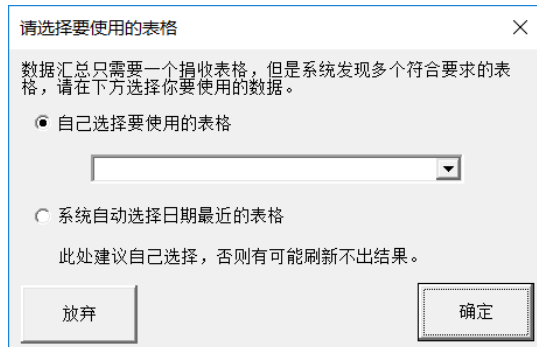 请选择要使用的表格
数据汇总只需要一个捐收表格，但是系统发现多个符合要求的表
格，请在下方选择你要使用的数据。
自己选择要使用的表格
系统自动选择日期最近的表格
此处建议自己选择，否则有可能刷新不出结果。
放弃
确定